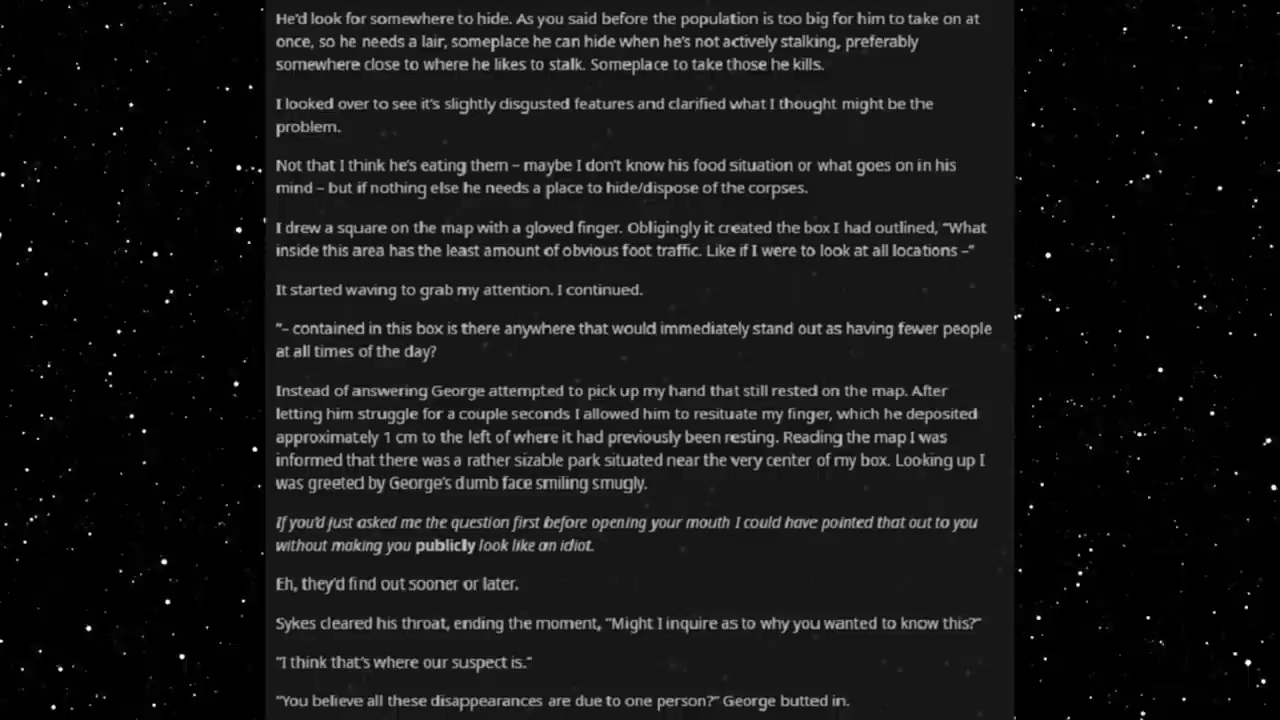 He'd look for somewhere to hide. As you said before the population is too big for him to take on at
once, so he needs a lair, someplace he can hide when he's not actively stalking, preferably
somewhere close to where he likes to stalk. Someplace to take those he kills.
I looked over to see it's slightly disgusted features and clarified what I thought might be the
problem.
Not that I think he's eating them – maybe I don't know his food situation or what goes on in his
mind – but if nothing else he needs a place to hide/dispose of the corpses.
I drew a square on the map with a gloved finger. Obligingly it created the box I had outlined, "What
inside this area has the least amount of obvious foot traffic. Like if I were to look at all locations –"
It started waving to grab my attention. I continued.
"– contained in this box is there anywhere that would immediately stand out as having fewer people
at all times of the day?
Instead of answering George attempted to pick up my hand that still rested on the map. After
letting him struggle for a couple seconds I allowed him to resituate my finger, which he deposited
approximately 1 cm to the left of where it had previously been resting. Reading the map I was
informed that there was a rather sizable park situated near the very center of my box. Looking up I
was greeted by George's dumb face smiling smugly.
If you'd just asked me the question first before opening your mouth I could have pointed that out to you
without making you publicly look like an idiot.
Eh, they'd find out sooner or later.
Sykes cleared his throat, ending the moment, "Might I inquire as to why you wanted to know this?"
"I think that's where our suspect is."
"You believe all these disappearances are due to one person?" George butted in.